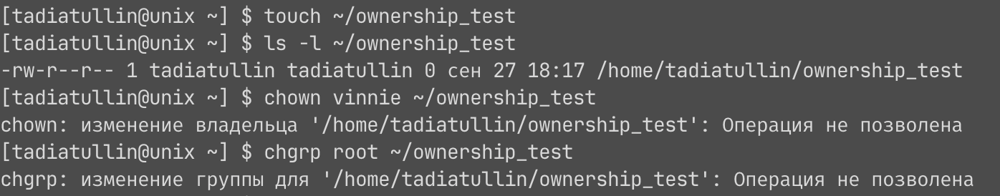 [tadiatullin@unix ~] $ touch ~/ownership_test
[tadiatullin@unix ~] $ ls -l ~/ownership_test
-rw-r--r-- 1 tadiatullin tadiatullin 0 сен 27 18:17 /home/tadiatullin/ownership_test
[tadiatullin@unix ~] $ chown vinnie ~/ownership_test
chown: изменение владельца '/home/tadiatullin/ownership_test': Операция не позволена
[tadiatullin@unix ~] $ chgrp root ~/ownership_test
chgrp: изменение группы для '/home/tadiatullin/ownership_test': Операция не позволена